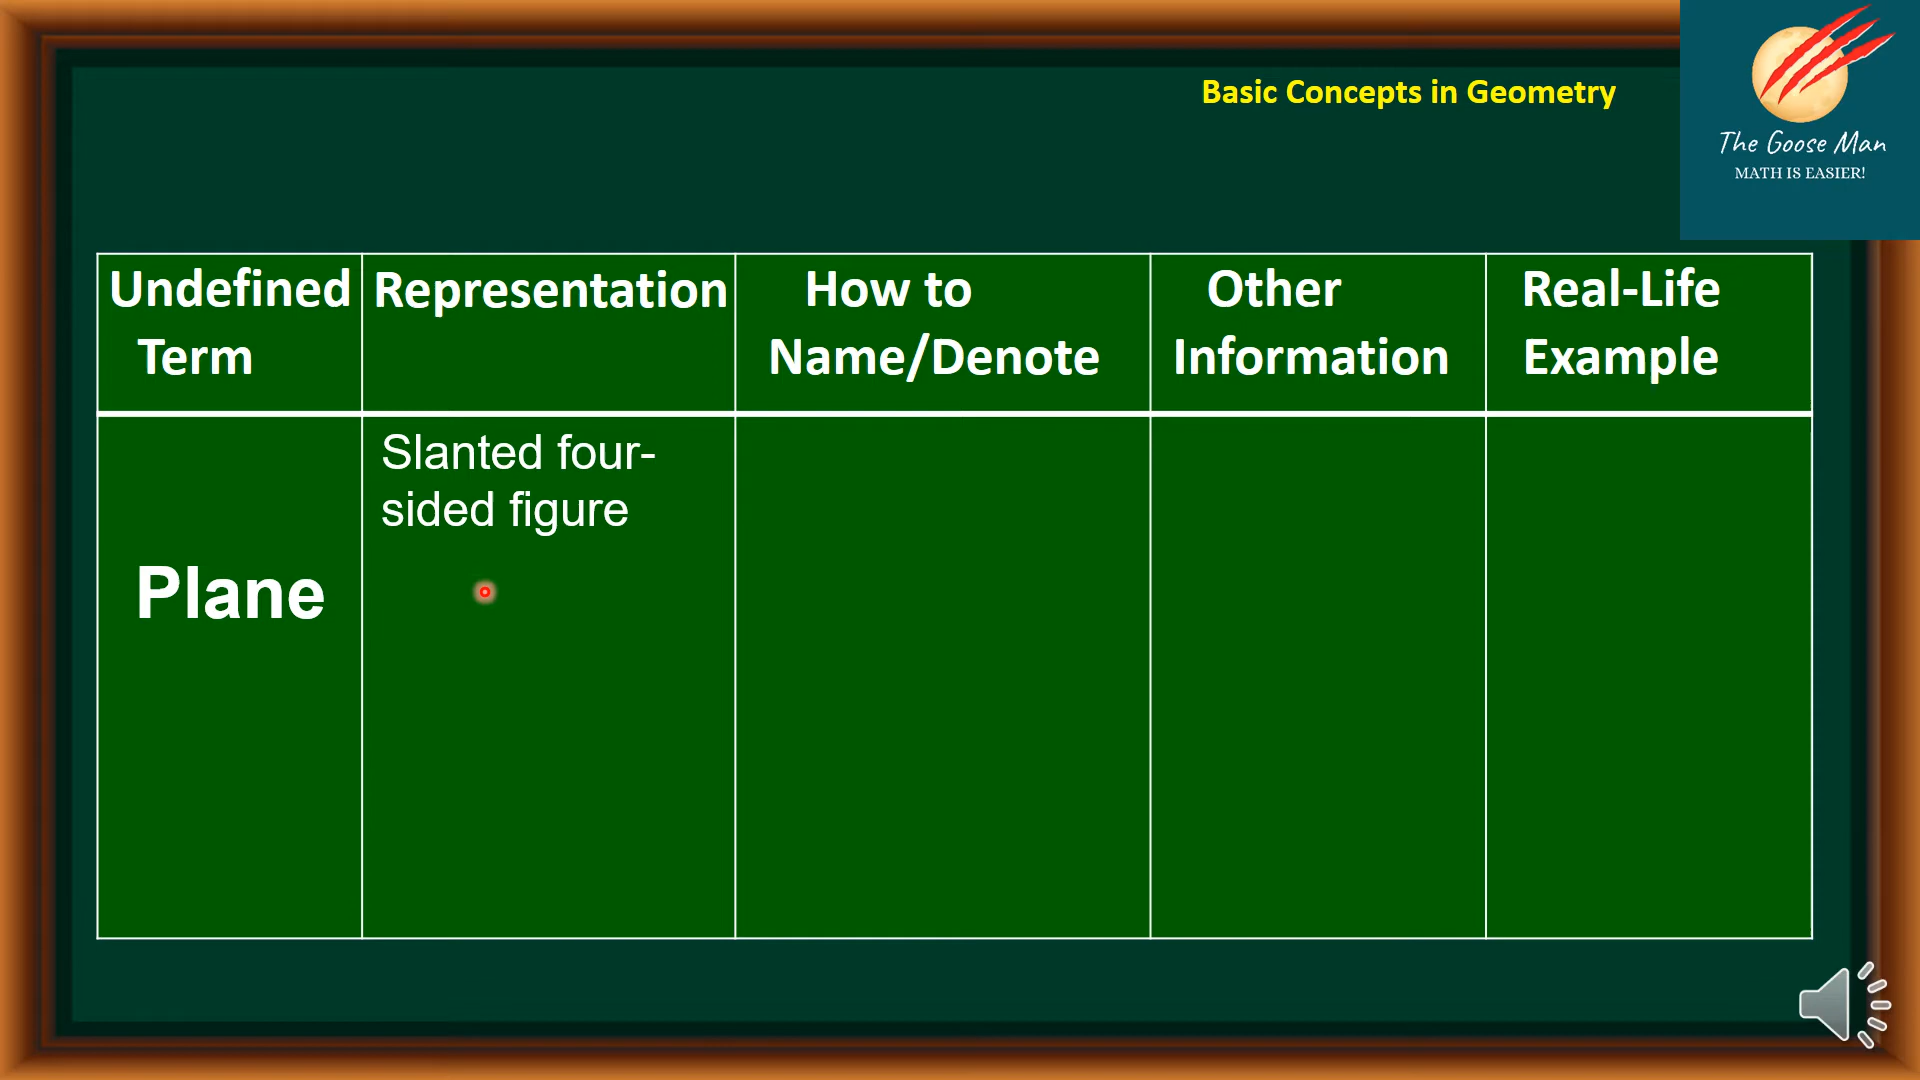 Basic Concepts in Geometry
The Goose Man
MATH IS EASIER!
Undefined Term
Representation
How to Name/Denote
Other Information
Real-Life Example
Plane
Slanted four-
sided figure